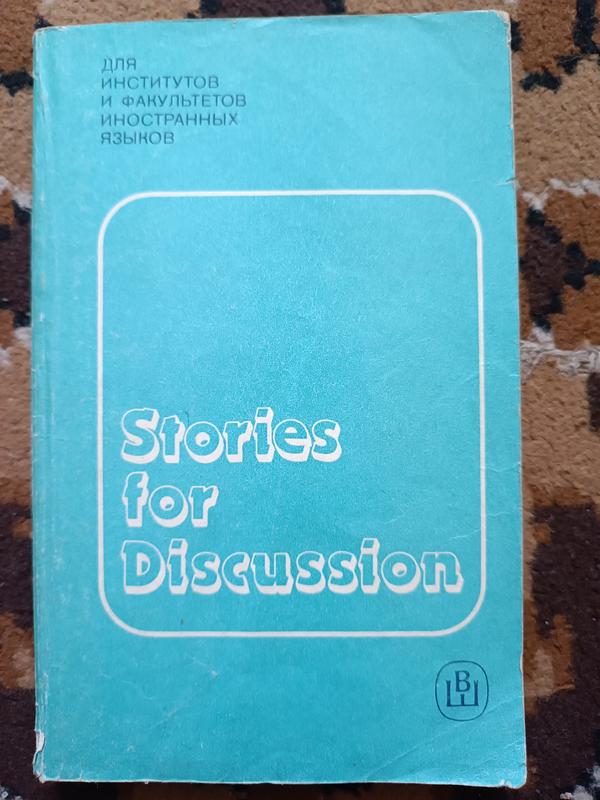 ДЛЯ
ИНСТИТУТОВ
И ФАКУЛЬТЕТОВ
ИНОСТРАННЫХ
ЯЗЫКОВ
Stories
for
Discussion
ВШ